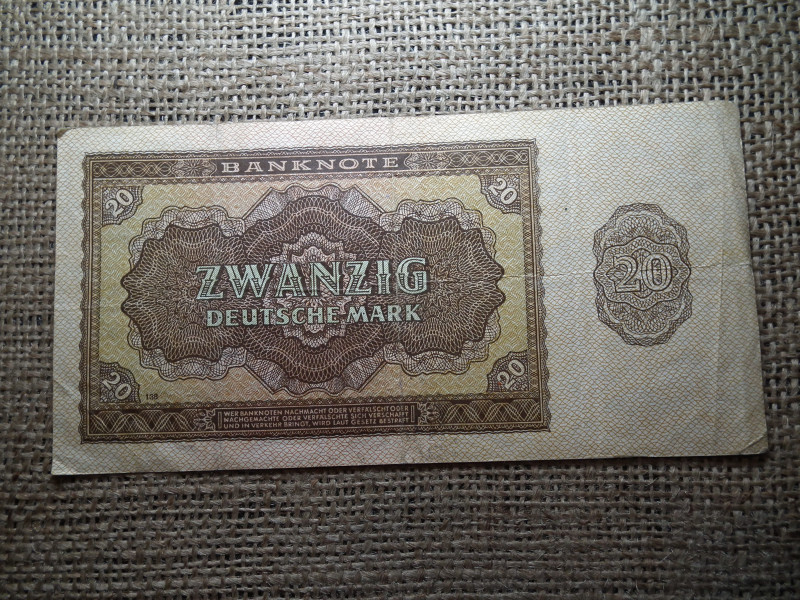 BANKNOTE
20
20
ZWANZIG
20
DEUTSCHE MARK
20
20
138
WER BANKNOTEN NACHMACHT ODER VERFÄLSCHT ODER
NACHGEMACHTE ODER VERFÄLSCHTE SICH VERSCHAFFT
UND IN VERKEHR BRINGT, WIRD LAUT GESETZ BESTRAFT